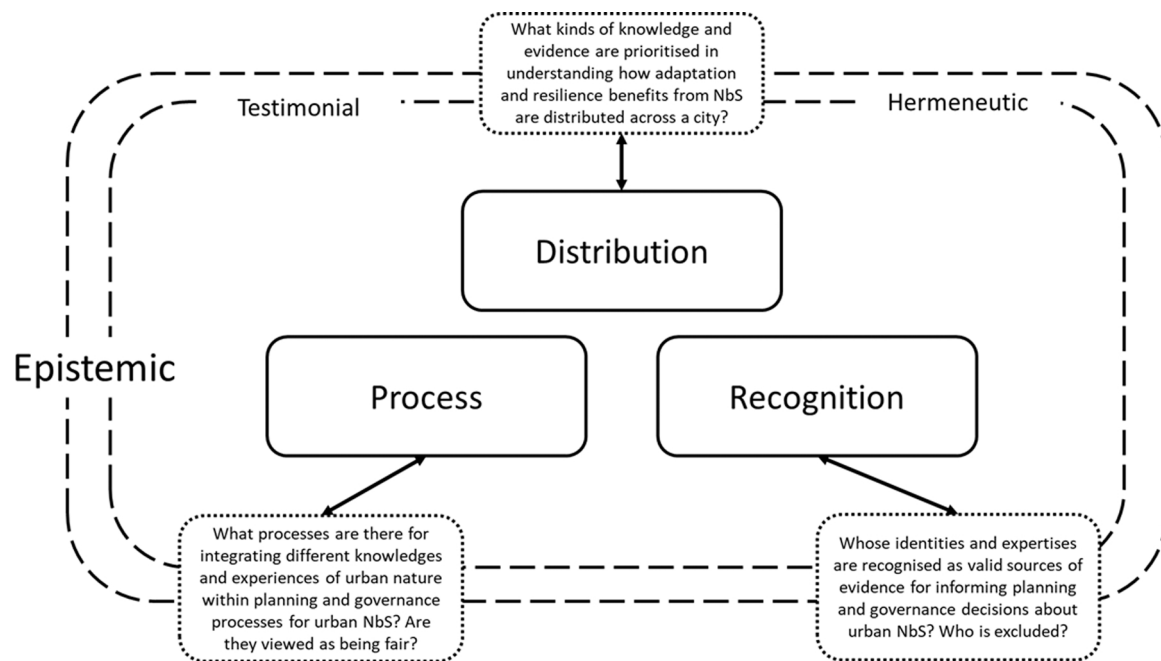 What kinds of knowledge and
evidence are prioritised in
understanding how adaptation
and resilience benefits from NbS
are distributed across a city?
Testimonial
Hermeneutic
Distribution
Epistemic
Process
Recognition
What processes are there for
integrating different knowledges
and experiences of urban nature
within planning and governance
processes for urban NbS? Are
they viewed as being fair?
Whose identities and expertises
are recognised as valid sources of
evidence for informing planning
and governance decisions about
urban NbS? Who is excluded?